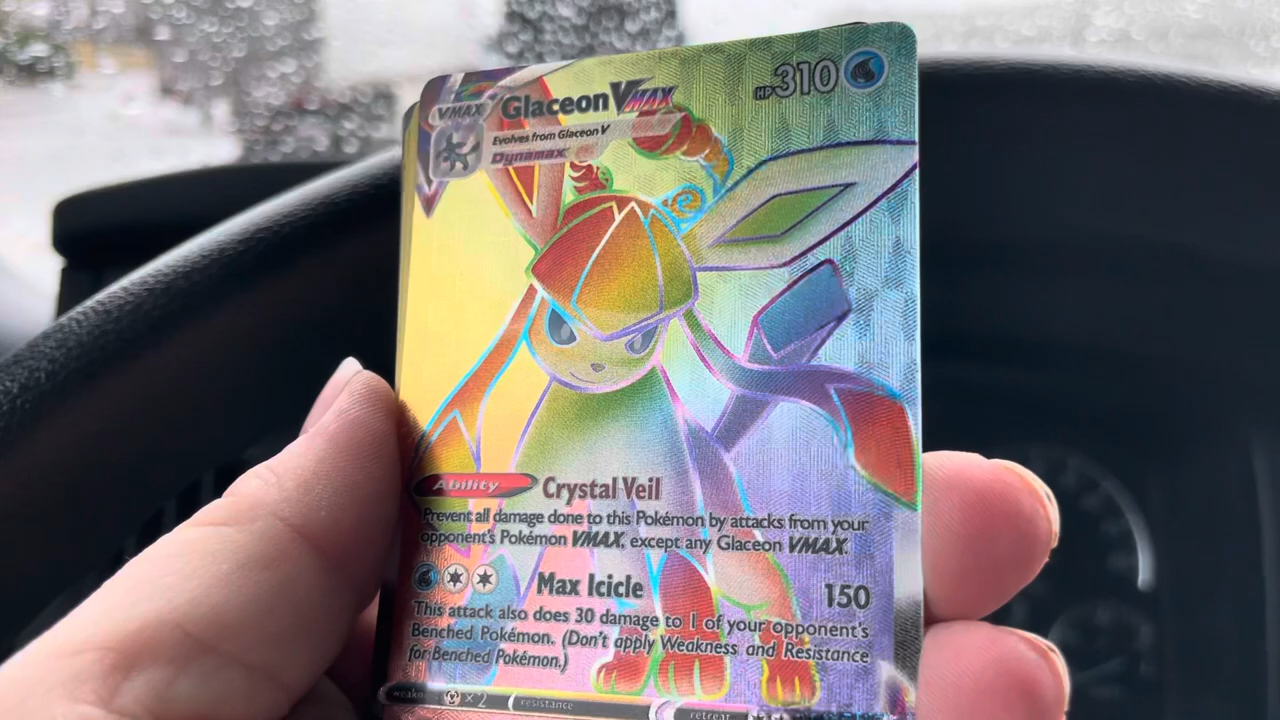 VMAX Glaceon VMAX HP 310
Evolves from Glaceon V
Dynamax
Ability Crystal Veil
Prevent all damage done to this Pokémon by attacks from your
opponent's Pokémon VMAX, except any Glaceon VMAX.
Max Icicle 150
This attack also does 30 damage to 1 of your opponent's
Benched Pokémon. (Don't apply Weakness and Resistance
for Benched Pokémon.)
×2 resistance retreat